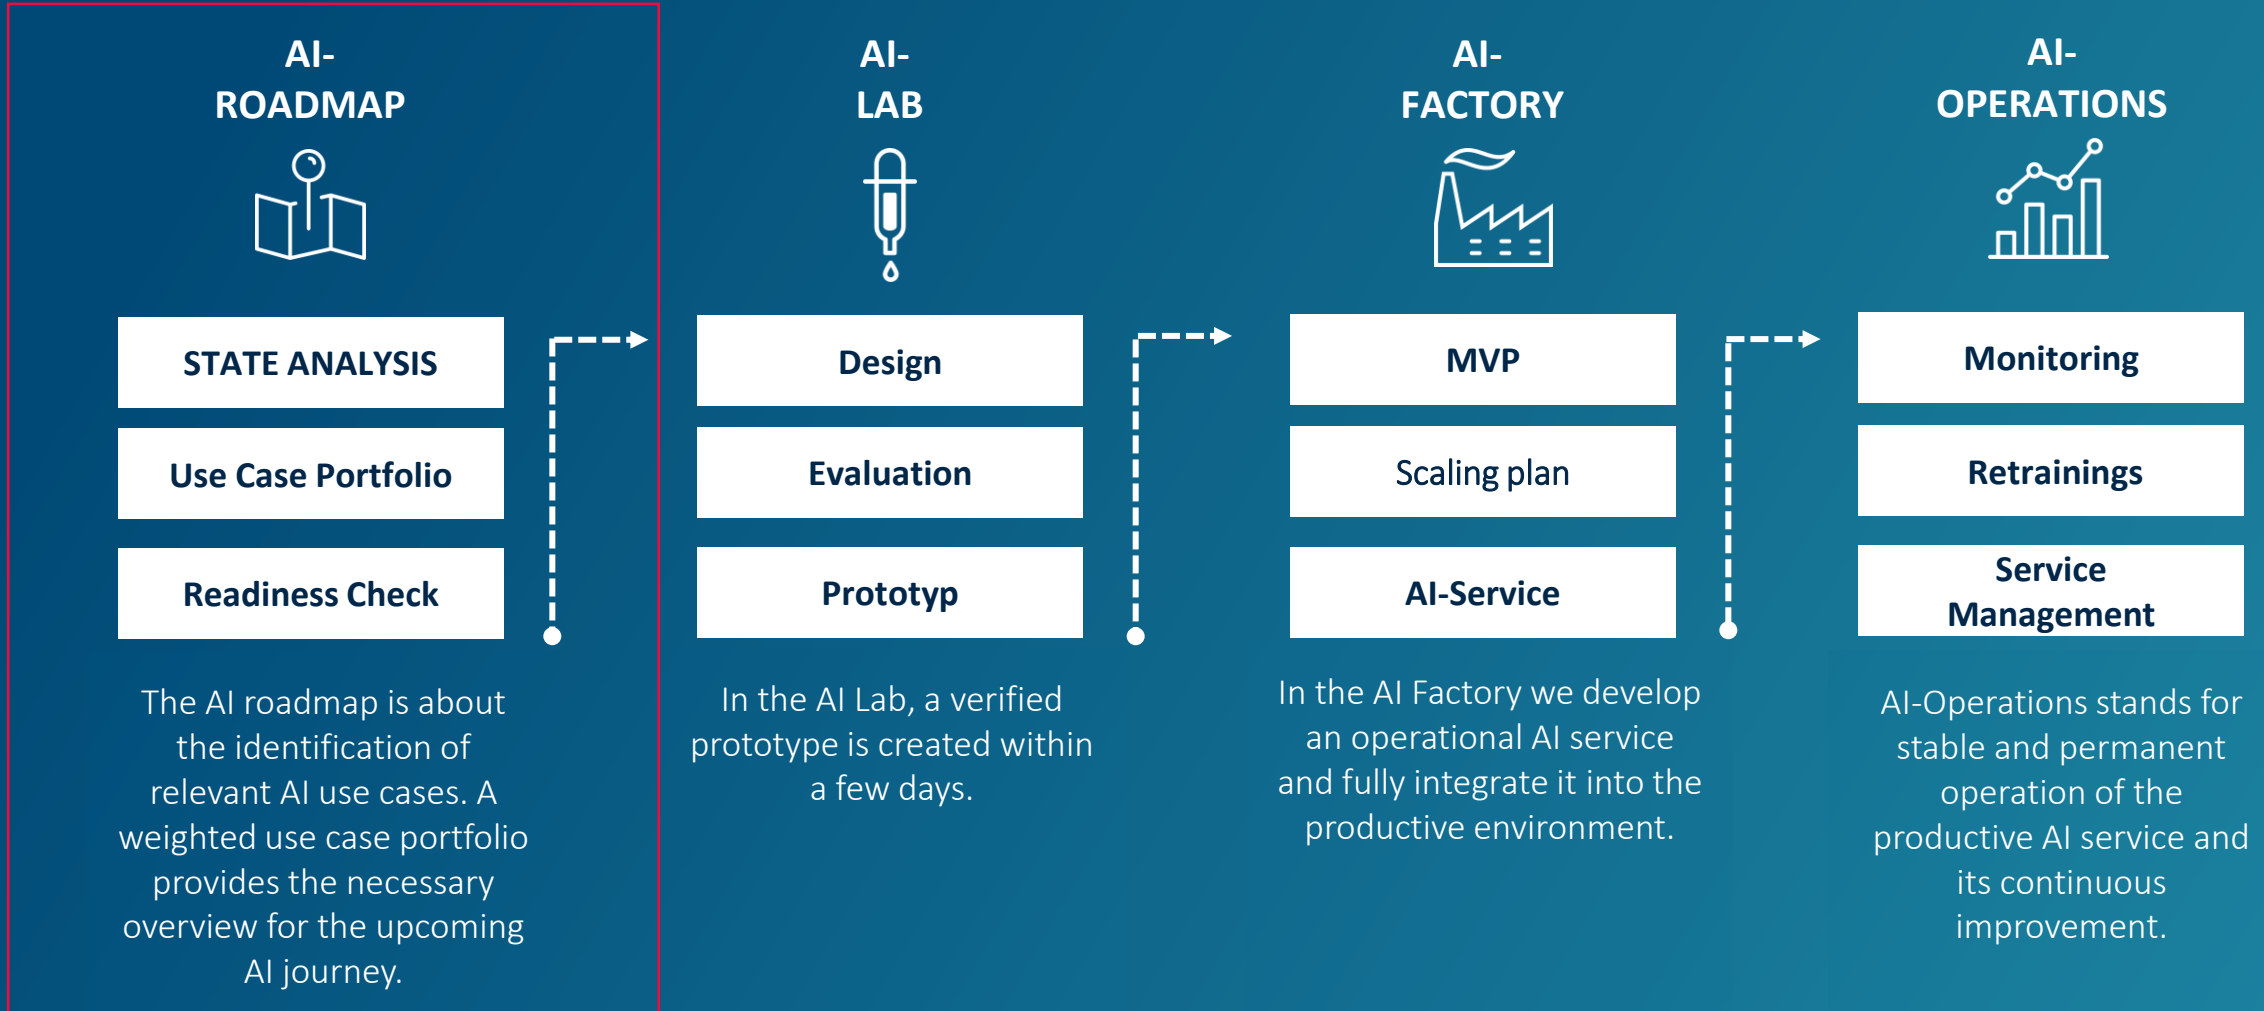 AI-
ROADMAP
STATE ANALYSIS
Use Case Portfolio
Readiness Check
The AI roadmap is about
the identification of
relevant AI use cases. A
weighted use case portfolio
provides the necessary
overview for the upcoming
AI journey.
AI-
LAB
Design
Evaluation
Prototyp
In the AI Lab, a verified
prototype is created within
a few days.
AI-
FACTORY
MVP
Scaling plan
AI-Service
In the AI Factory we develop
an operational AI service
and fully integrate it into the
productive environment.
AI-
OPERATIONS
Monitoring
Retrainings
Service
Management
AI-Operations stands for
stable and permanent
operation of the
productive AI service and
its continuous
improvement.